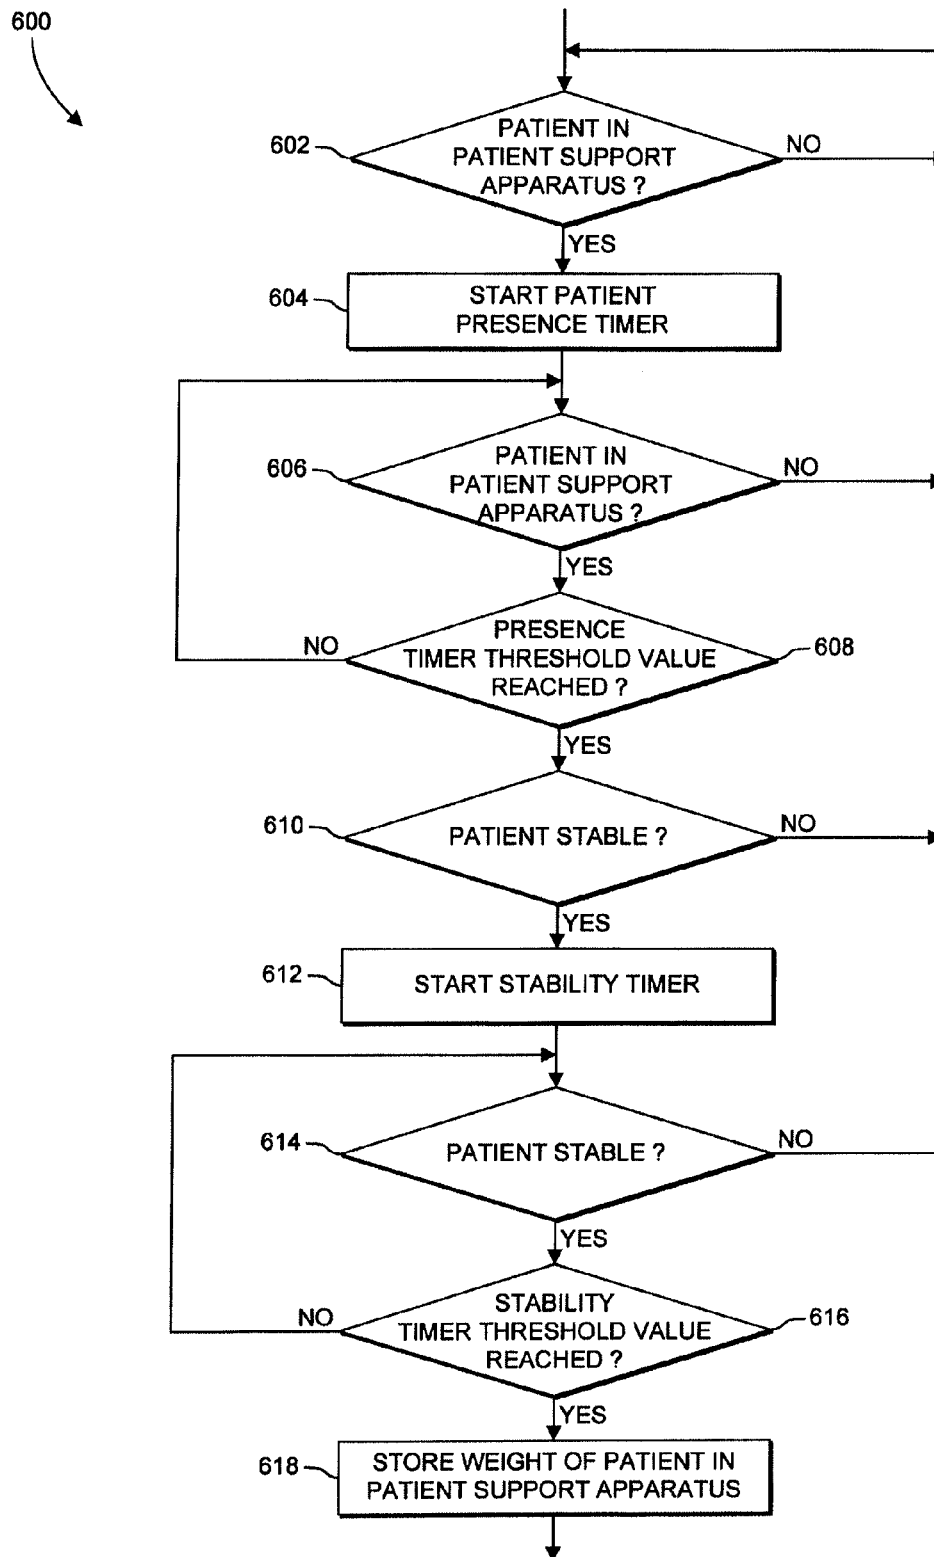 600
602
PATIENT IN
PATIENT SUPPORT
APPARATUS ?
NO
YES
604
START PATIENT
PRESENCE TIMER
606
PATIENT IN
PATIENT SUPPORT
APPARATUS ?
NO
YES
NO
PRESENCE
TIMER THRESHOLD VALUE
REACHED ?
608
YES
610
PATIENT STABLE ?
NO
YES
612
START STABILITY TIMER
614
PATIENT STABLE ?
NO
YES
NO
STABILITY
TIMER THRESHOLD VALUE
REACHED ?
616
YES
618
STORE WEIGHT OF PATIENT IN
PATIENT SUPPORT APPARATUS